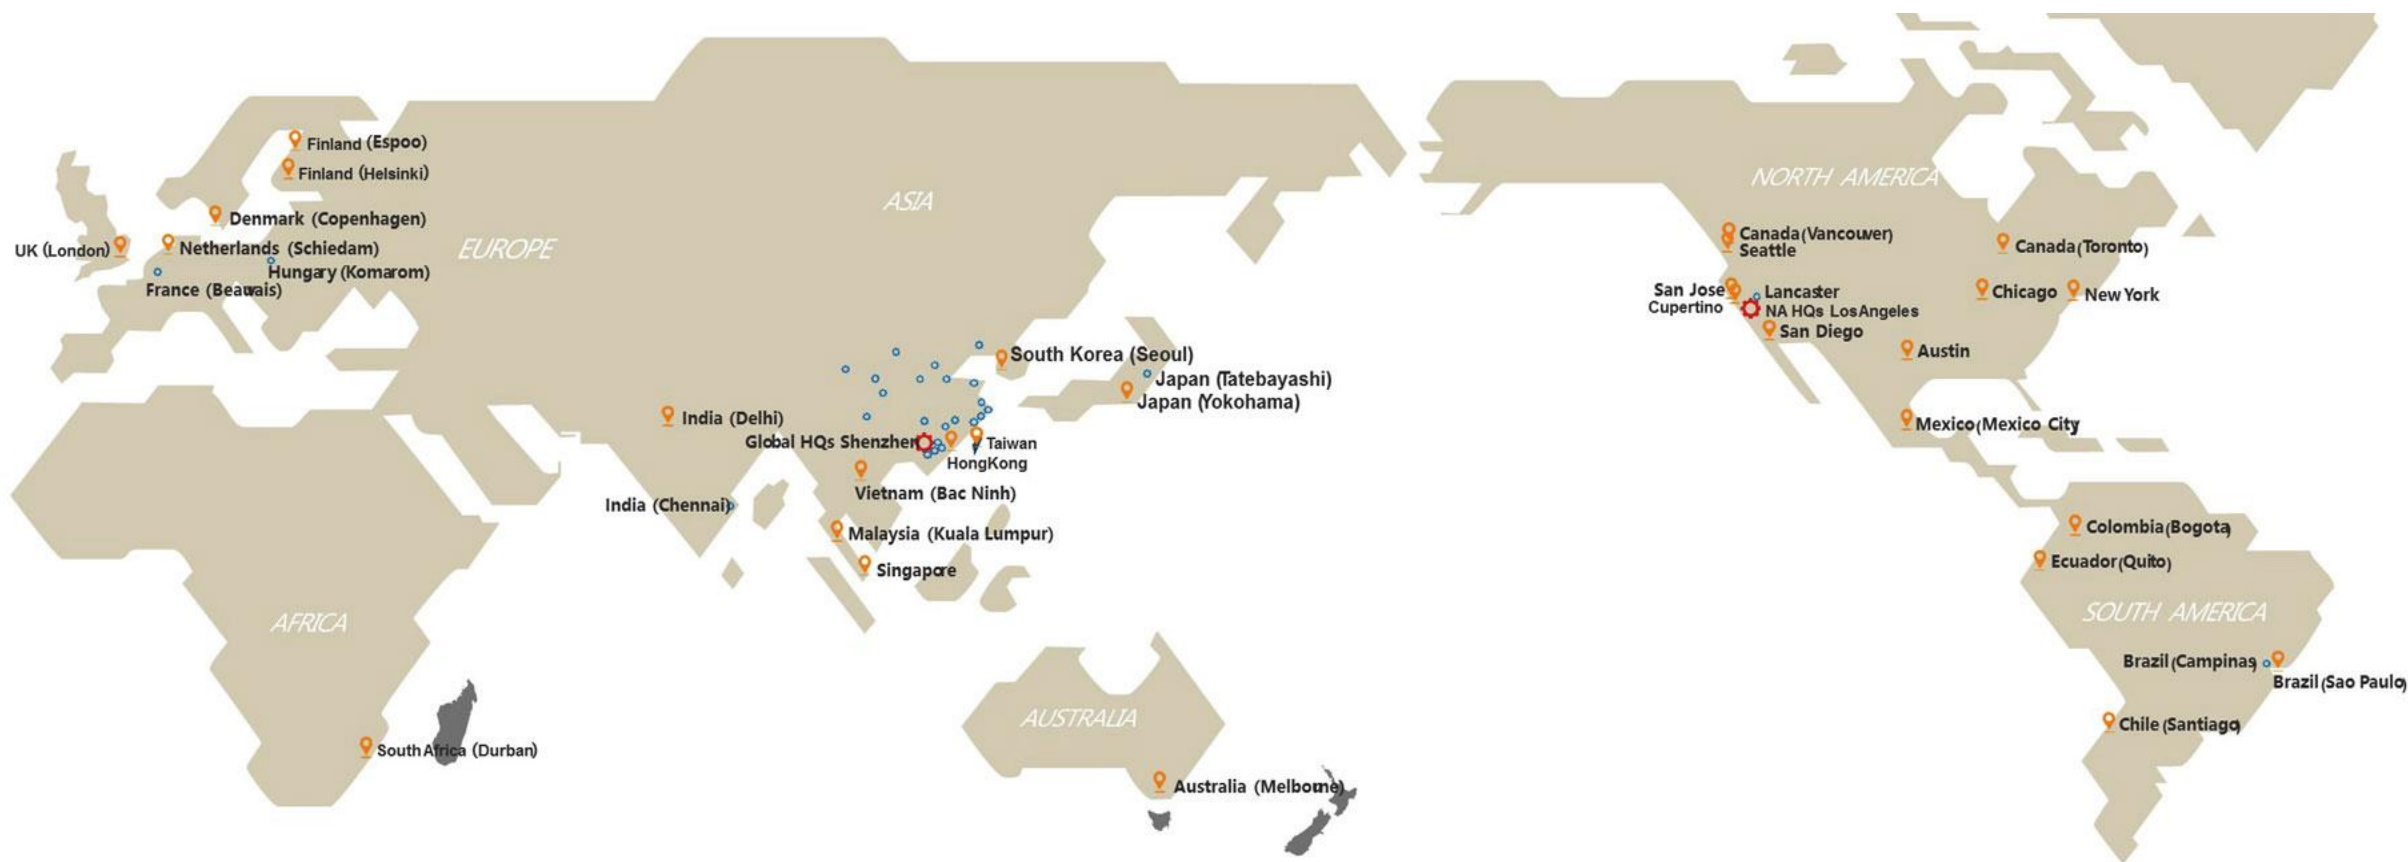 Finland (Espoo)
Finland (Helsinki)
Denmark (Copenhagen)
UK (London)
Netherlands (Schiedam)
Hungary (Komarom)
France (Beauvais)
EUROPE
ASIA
South Korea (Seoul)
Japan (Tatebayashi)
Japan (Yokohama)
India (Delhi)
Global HQs Shenzhen
Taiwan
HongKong
Vietnam (Bac Ninh)
India (Chennai)
Malaysia (Kuala Lumpur)
Singapore
AFRICA
South Africa (Durban)
AUSTRALIA
Australia (Melbourne)
NORTH AMERICA
Canada (Vancouver)
Seattle
Canada (Toronto)
San Jose
Cupertino
Lancaster
NA HQs Los Angeles
San Diego
Chicago
New York
Austin
Mexico (Mexico City
Colombia (Bogota)
Ecuador (Quito)
SOUTH AMERICA
Brazil (Campinas)
Brazil (Sao Paulo)
Chile (Santiago)